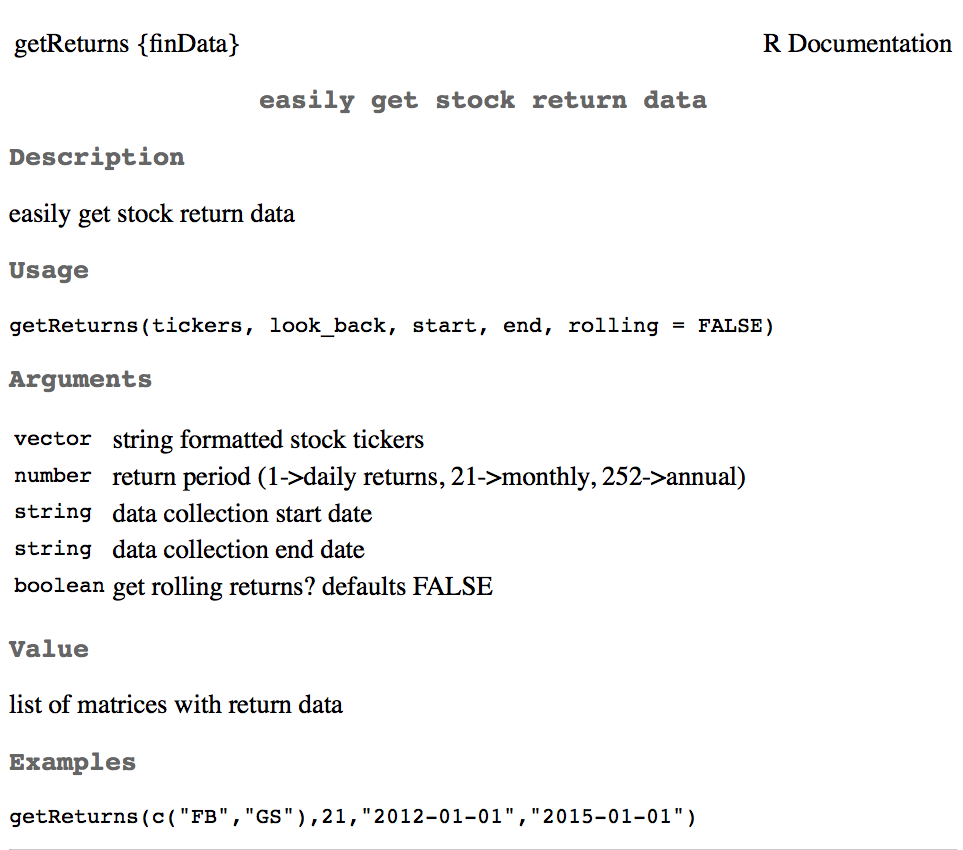 getReturns {finData} R Documentation
easily get stock return data
Description
easily get stock return data
Usage
getReturns(tickers, look_back, start, end, rolling = FALSE)
Arguments
vector string formatted stock tickers
number return period (1->daily returns, 21->monthly, 252->annual)
string data collection start date
string data collection end date
boolean get rolling returns? defaults FALSE
Value
list of matrices with return data
Examples
getReturns(c("FB","GS"),21,"2012-01-01","2015-01-01")